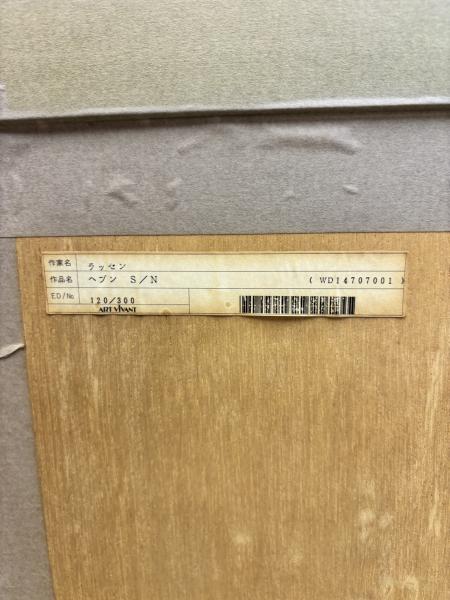 作家名 ラッセン
作品名 ヘブン S/N (WD14707001)
E.D/No 120/300
ART VIVANT